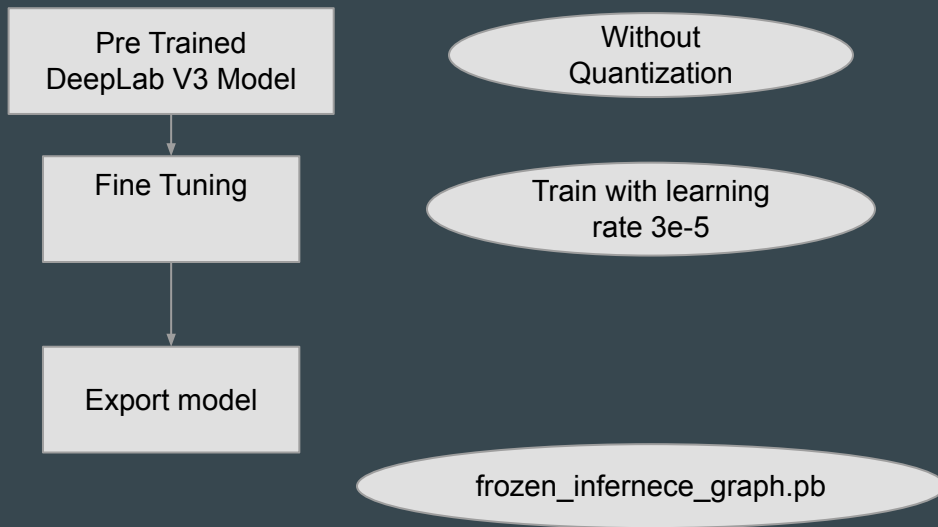 Pre Trained
DeepLab V3 Model
Without
Quantization
Fine Tuning
Train with learning
rate 3e-5
Export model
frozen_infernece_graph.pb